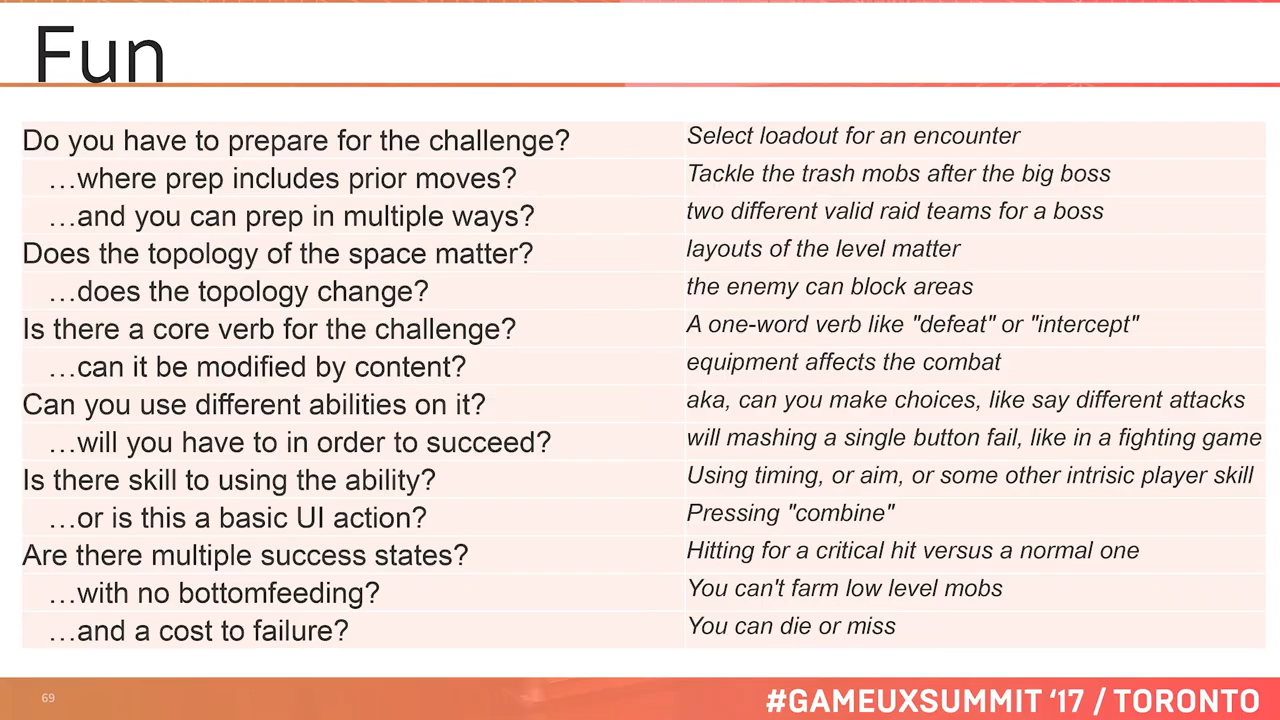 Fun
Do you have to prepare for the challenge? Select loadout for an encounter
…where prep includes prior moves? Tackle the trash mobs after the big boss
…and you can prep in multiple ways? two different valid raid teams for a boss
Does the topology of the space matter? layouts of the level matter
…does the topology change? the enemy can block areas
Is there a core verb for the challenge? A one-word verb like "defeat" or "intercept"
…can it be modified by content? equipment affects the combat
Can you use different abilities on it? aka, can you make choices, like say different attacks
…will you have to in order to succeed? will mashing a single button fail, like in a fighting game
Is there skill to using the ability? Using timing, or aim, or some other intrisic player skill
…or is this a basic UI action? Pressing "combine"
Are there multiple success states? Hitting for a critical hit versus a normal one
…with no bottomfeeding? You can't farm low level mobs
…and a cost to failure? You can die or miss
69 #GAMEUXSUMMIT ‘17 / TORONTO